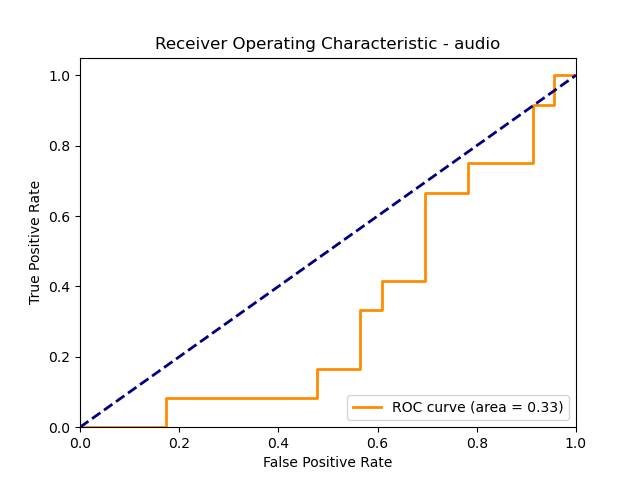 Receiver Operating Characteristic - audio
True Positive Rate
1.0
0.8
0.6
0.4
0.2
0.0
ROC curve (area = 0.33)
0.0 0.2 0.4 0.6 0.8 1.0
False Positive Rate